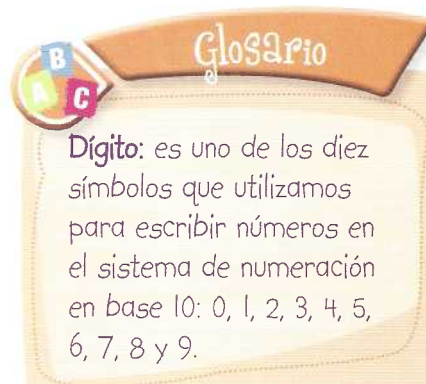 B
A
C
Glosario
Dígito: es uno de los diez
símbolos que utilizamos
para escribir números en
el sistema de numeración
en base 10: 0, 1, 2, 3, 4, 5,
6, 7, 8 y 9.